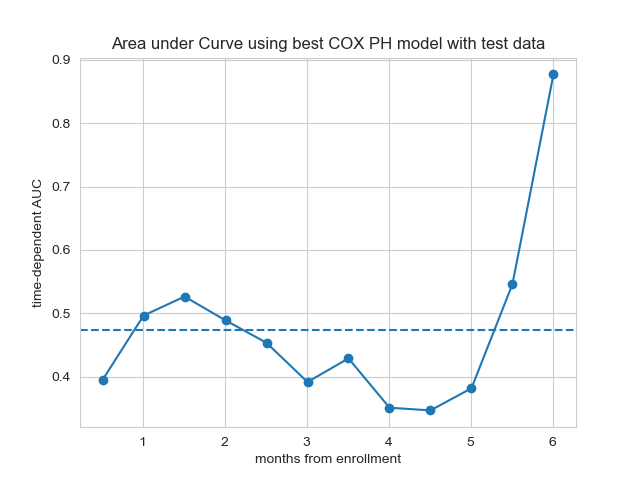 Area under Curve using best COX PH model with test data
time-dependent AUC
0.9
0.8
0.7
0.6
0.5
0.4
1 2 3 4 5 6
months from enrollment